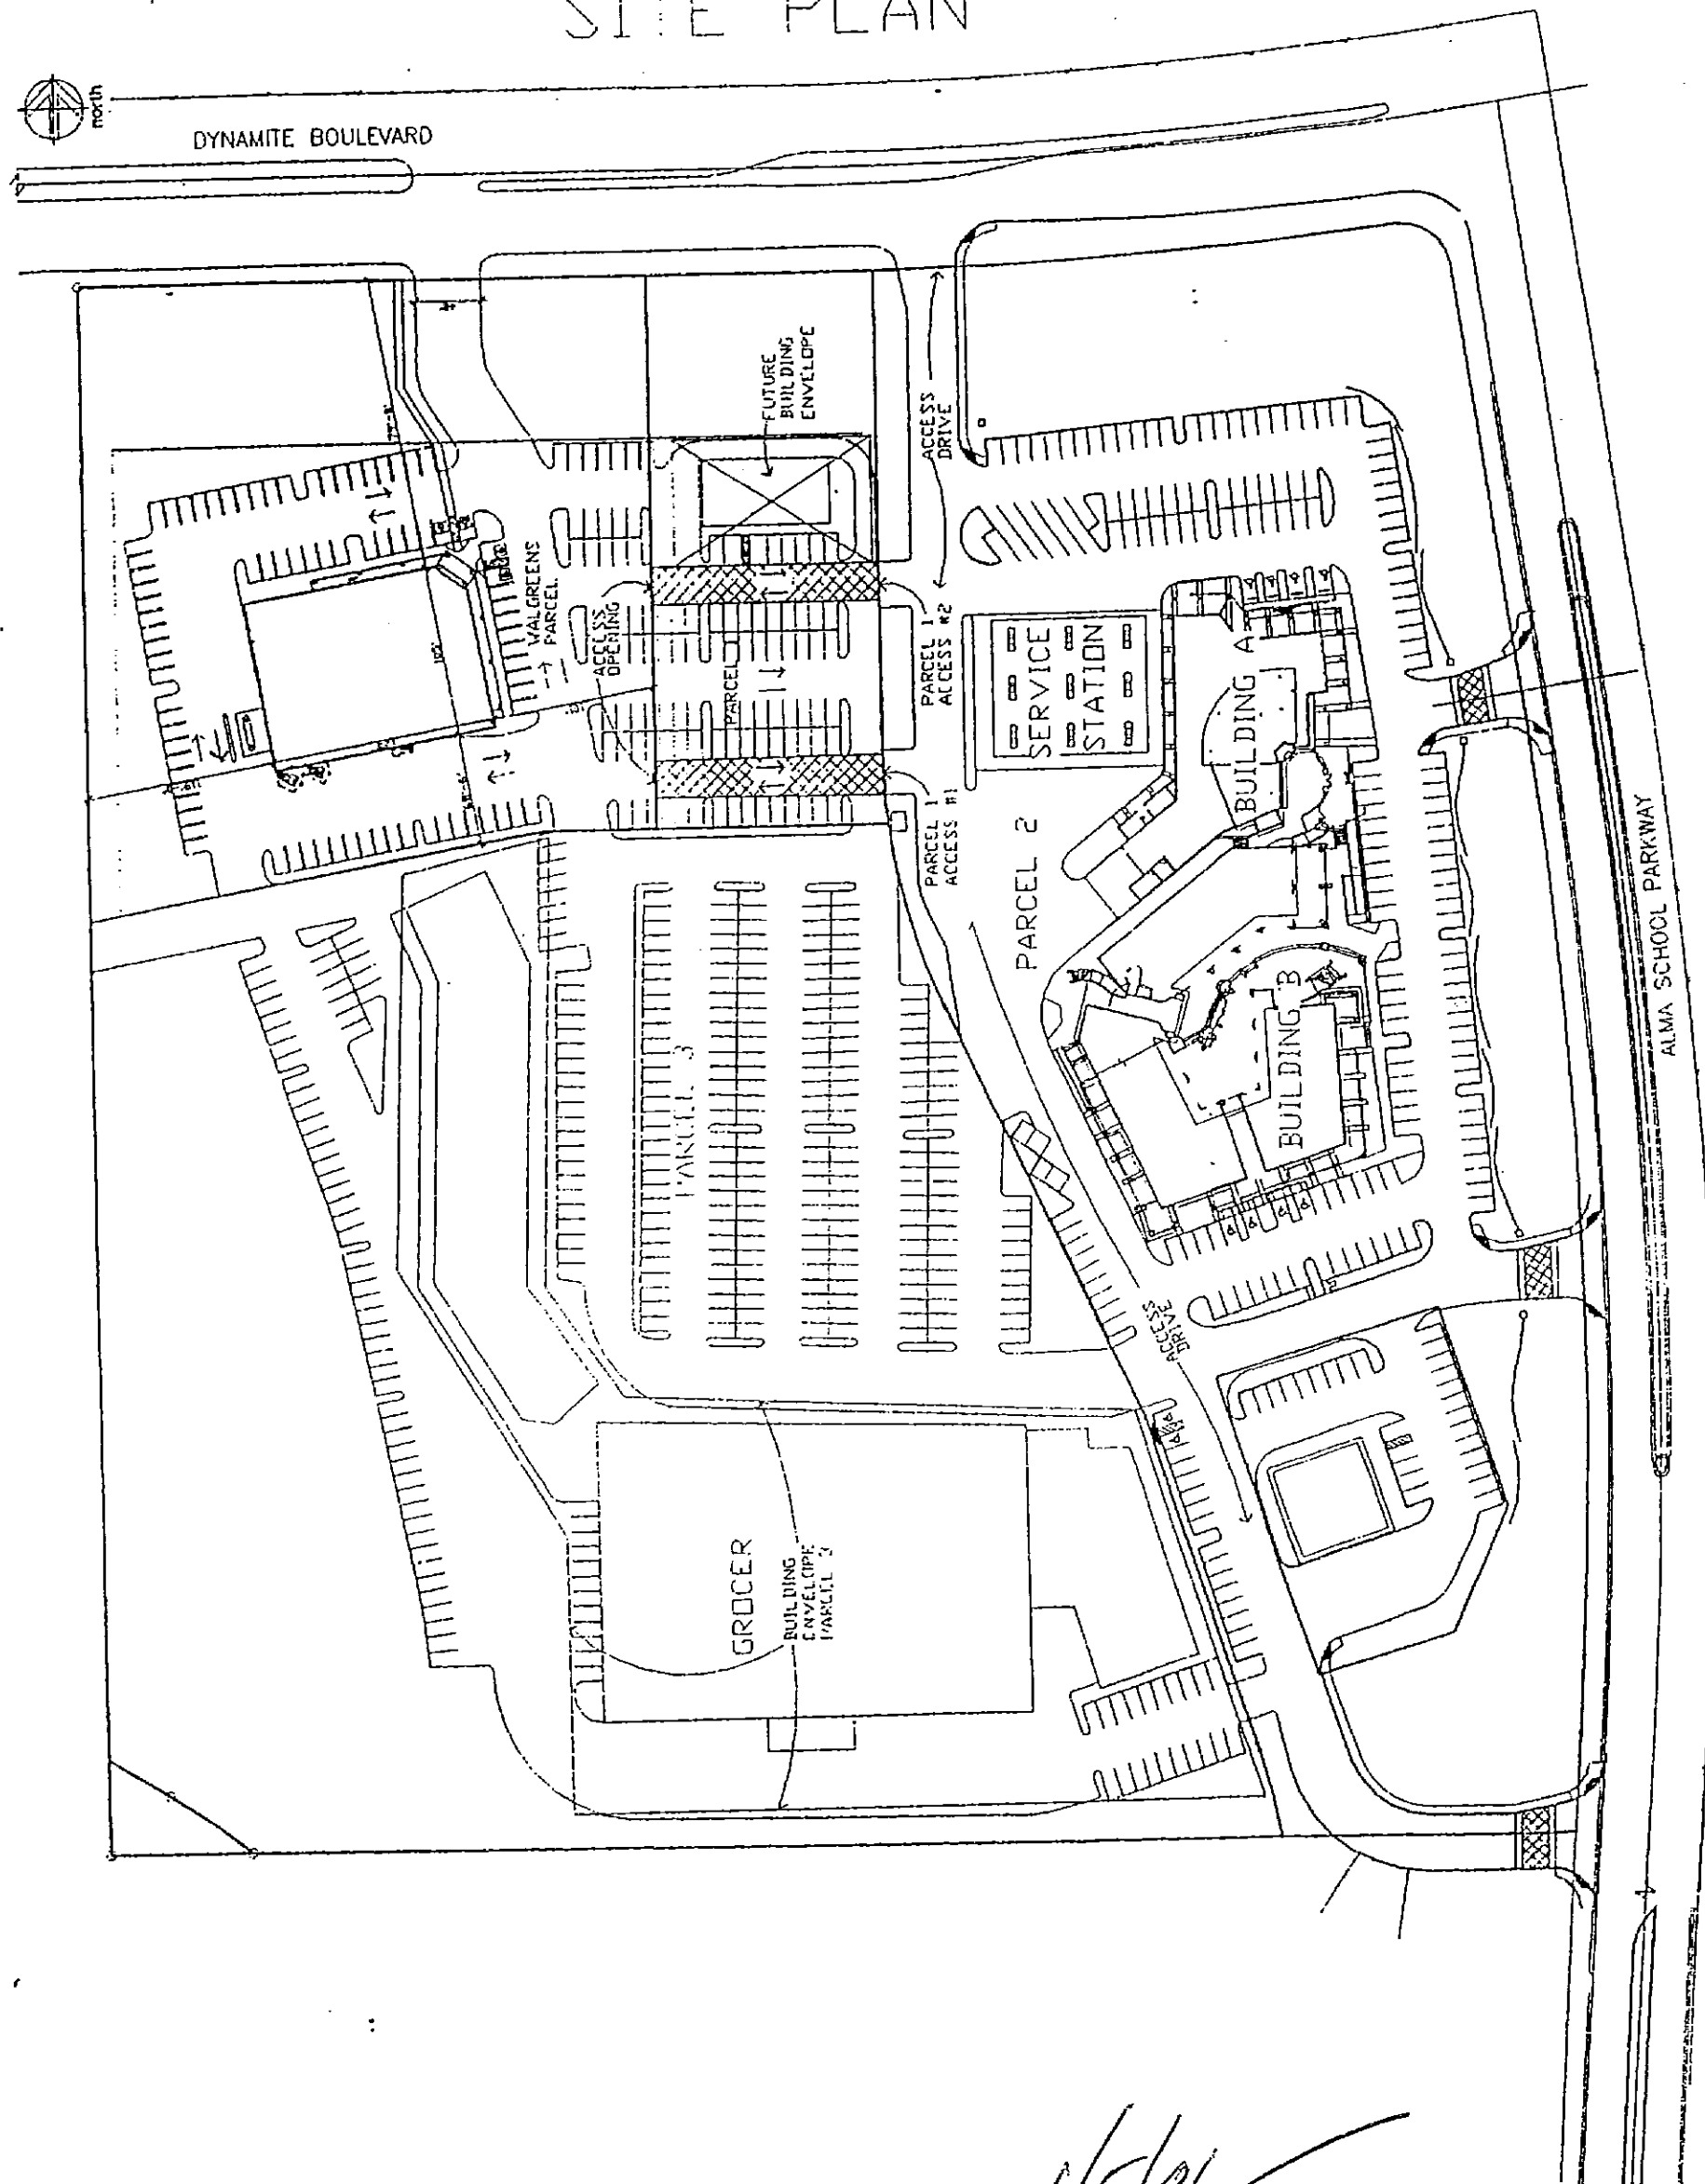 SITE PLAN
north
DYNAMITE BOULEVARD
FUTURE
BUILDING
ENVELOPE
ACCESS
DRIVE
WALGREENS
PARCEL
ACCESS
OPENING
PARCEL 1
PARCEL 1
ACCESS #2
SERVICE
STATION
BUILDING A
PARCEL 1
ACCESS #1
PARCEL 2
PARCEL 3
BUILDING B
ALMA SCHOOL PARKWAY
ACCESS
DRIVE
GROCER
BUILDING
ENVELOPE
PARCEL 3